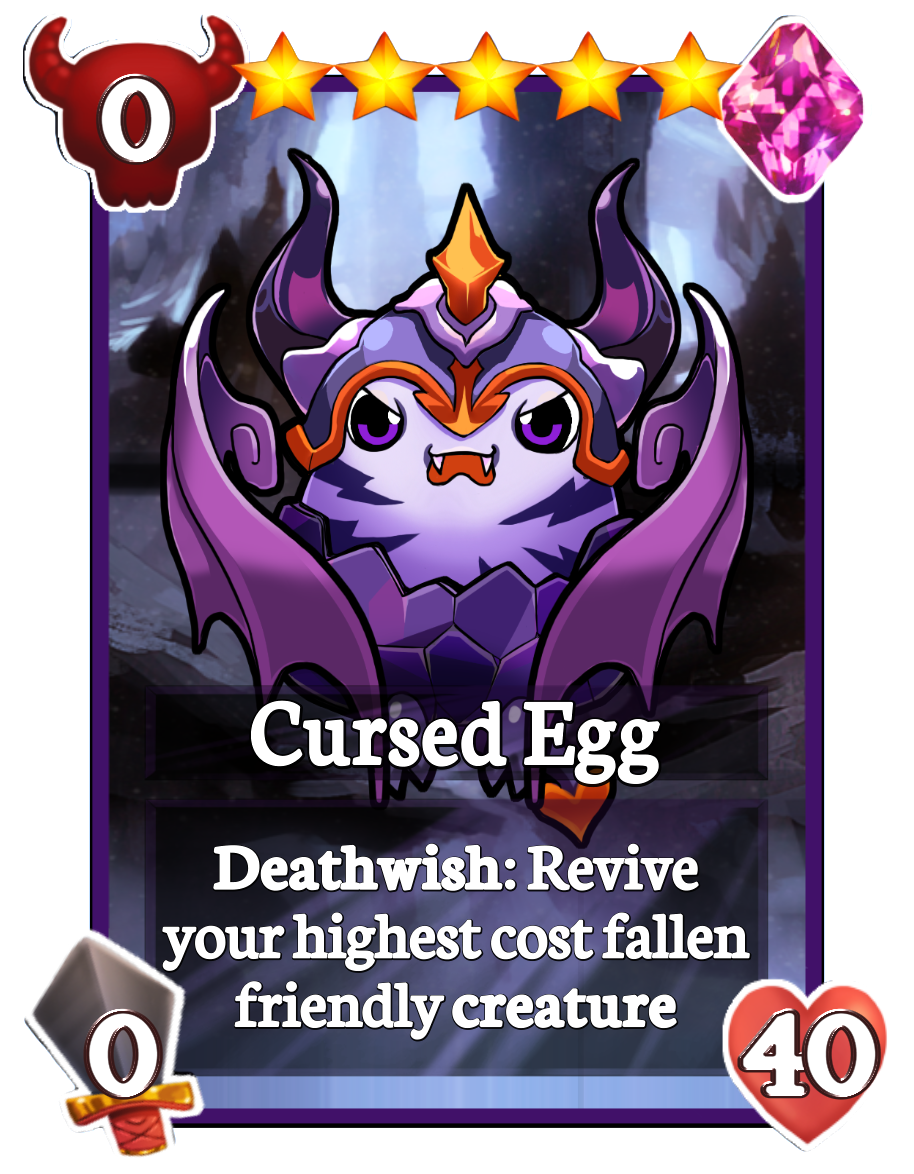 0
Cursed Egg
Deathwish: Revive
your highest cost fallen
friendly creature
0
40